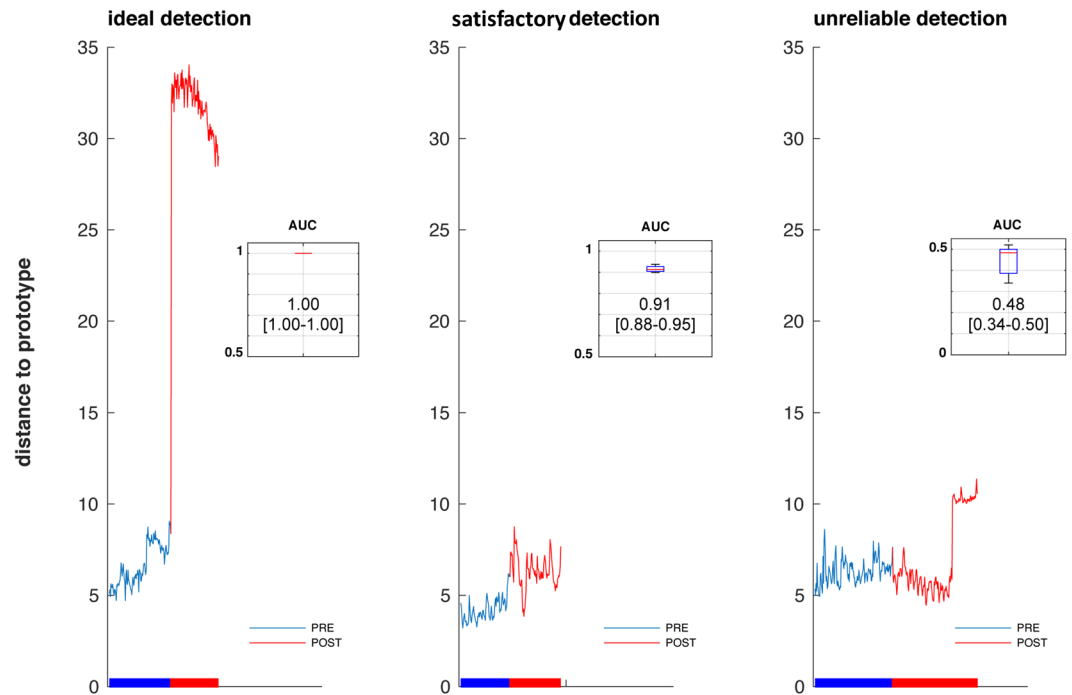 ideal detection
satisfactory detection
unreliable detection
distance to prototype
35
30
25
20
15
10
5
0
AUC
1
0.5
1.00
[1.00-1.00]
PRE
POST
35
30
25
20
15
10
5
0
AUC
1
0.5
0.91
[0.88-0.95]
PRE
POST
35
30
25
20
15
10
5
0
AUC
0.5
0
0.48
[0.34-0.50]
PRE
POST